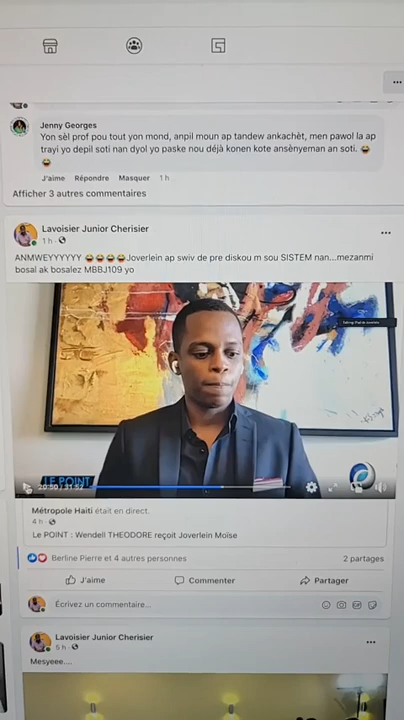 Jenny Georges
Yon sèl prof pou tout yon mond, anpil moun ap tandew ankachèt, men pawol la ap
trayi yo depil soti nan dyol yo paske nou déjà konen kote ansènyeman an soti. 😂
😂
J'aime Répondre Masquer 1 h
Afficher 3 autres commentaires
Lavoisier Junior Cherisier
1 h
ANMWEYYYYYY 😂😂😂😂Joverlein ap swiv de pre diskou m sou SISTEM nan...mezanmi
bosal ak bosalez MBBJ109 yo
LE POINT
Métropole Haiti était en direct.
4 h
Le POINT : Wendell THEODORE reçoit Joverlein Moïse
Berline Pierre et 4 autres personnes
2 partages
J'aime
Commenter
Partager
Écrivez un commentaire...
Lavoisier Junior Cherisier
5 h
Mesyeee....